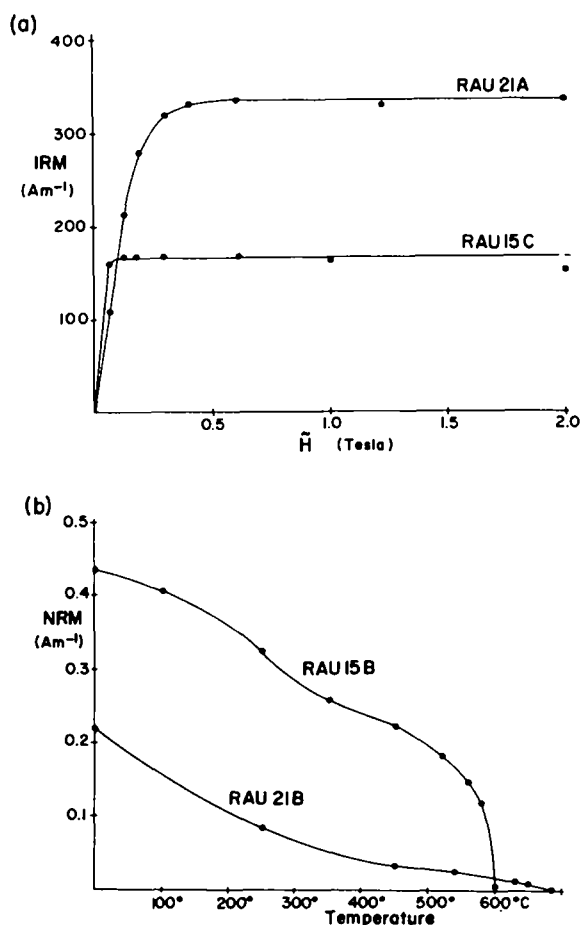 (a)
400
RAU 21A
300
IRM
(Am⁻¹)
200
RAU 15 C
100
0.5
1.0
1.5
2.0
H̃ (Tesla)
(b)
0.5
0.4
NRM
(Am⁻¹)
0.3
RAU 15 B
0.2
RAU 21B
0.1
100° 200° 300° 400° 500° 600°C
Temperature